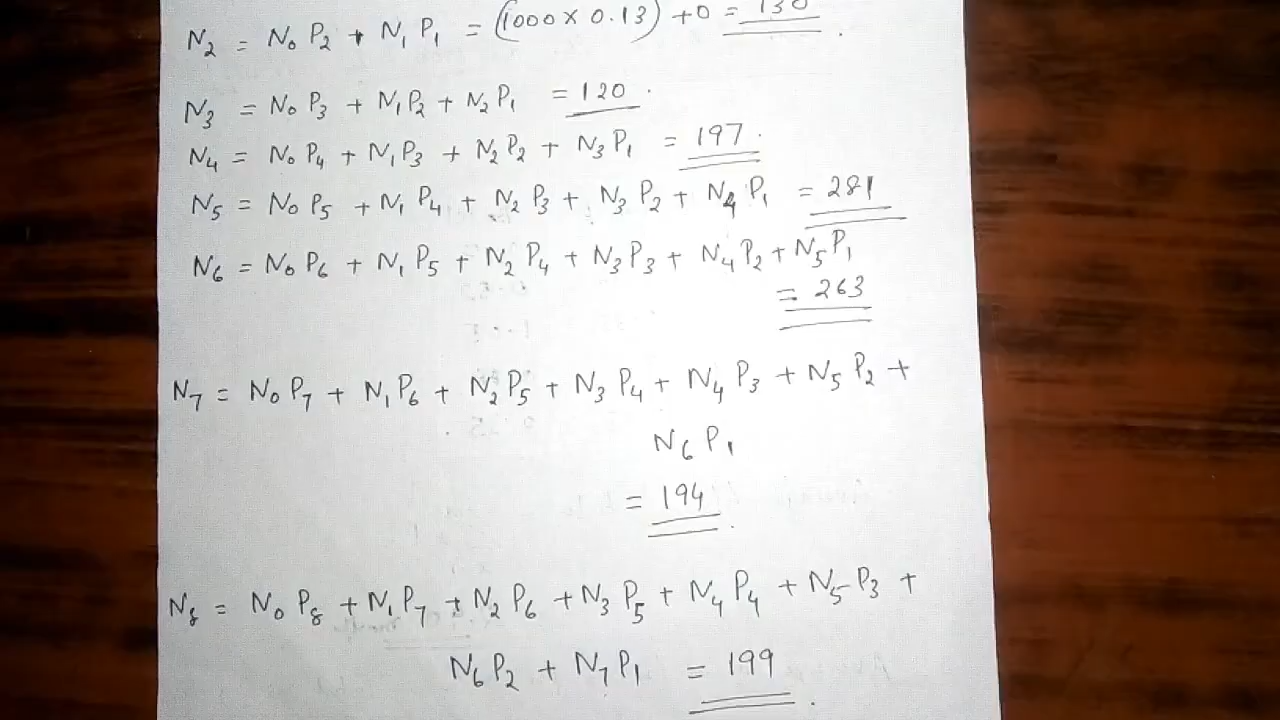 N₂ = N₀ P₂ + N₁ P₁ = (1000 × 0.13) + 0 = 130.
N₃ = N₀ P₃ + N₁ P₂ + N₂ P₁ = 120.
N₄ = N₀ P₄ + N₁ P₃ + N₂ P₂ + N₃ P₁ = 197.
N₅ = N₀ P₅ + N₁ P₄ + N₂ P₃ + N₃ P₂ + N₄ P₁ = 281
N₆ = N₀ P₆ + N₁ P₅ + N₂ P₄ + N₃ P₃ + N₄ P₂ + N₅ P₁
= 263
N₇ = N₀ P₇ + N₁ P₆ + N₂ P₅ + N₃ P₄ + N₄ P₃ + N₅ P₂ +
N₆ P₁
= 194.
N₈ = N₀ P₈ + N₁ P₇ + N₂ P₆ + N₃ P₅ + N₄ P₄ + N₅ P₃ +
N₆ P₂ + N₇ P₁ = 199.